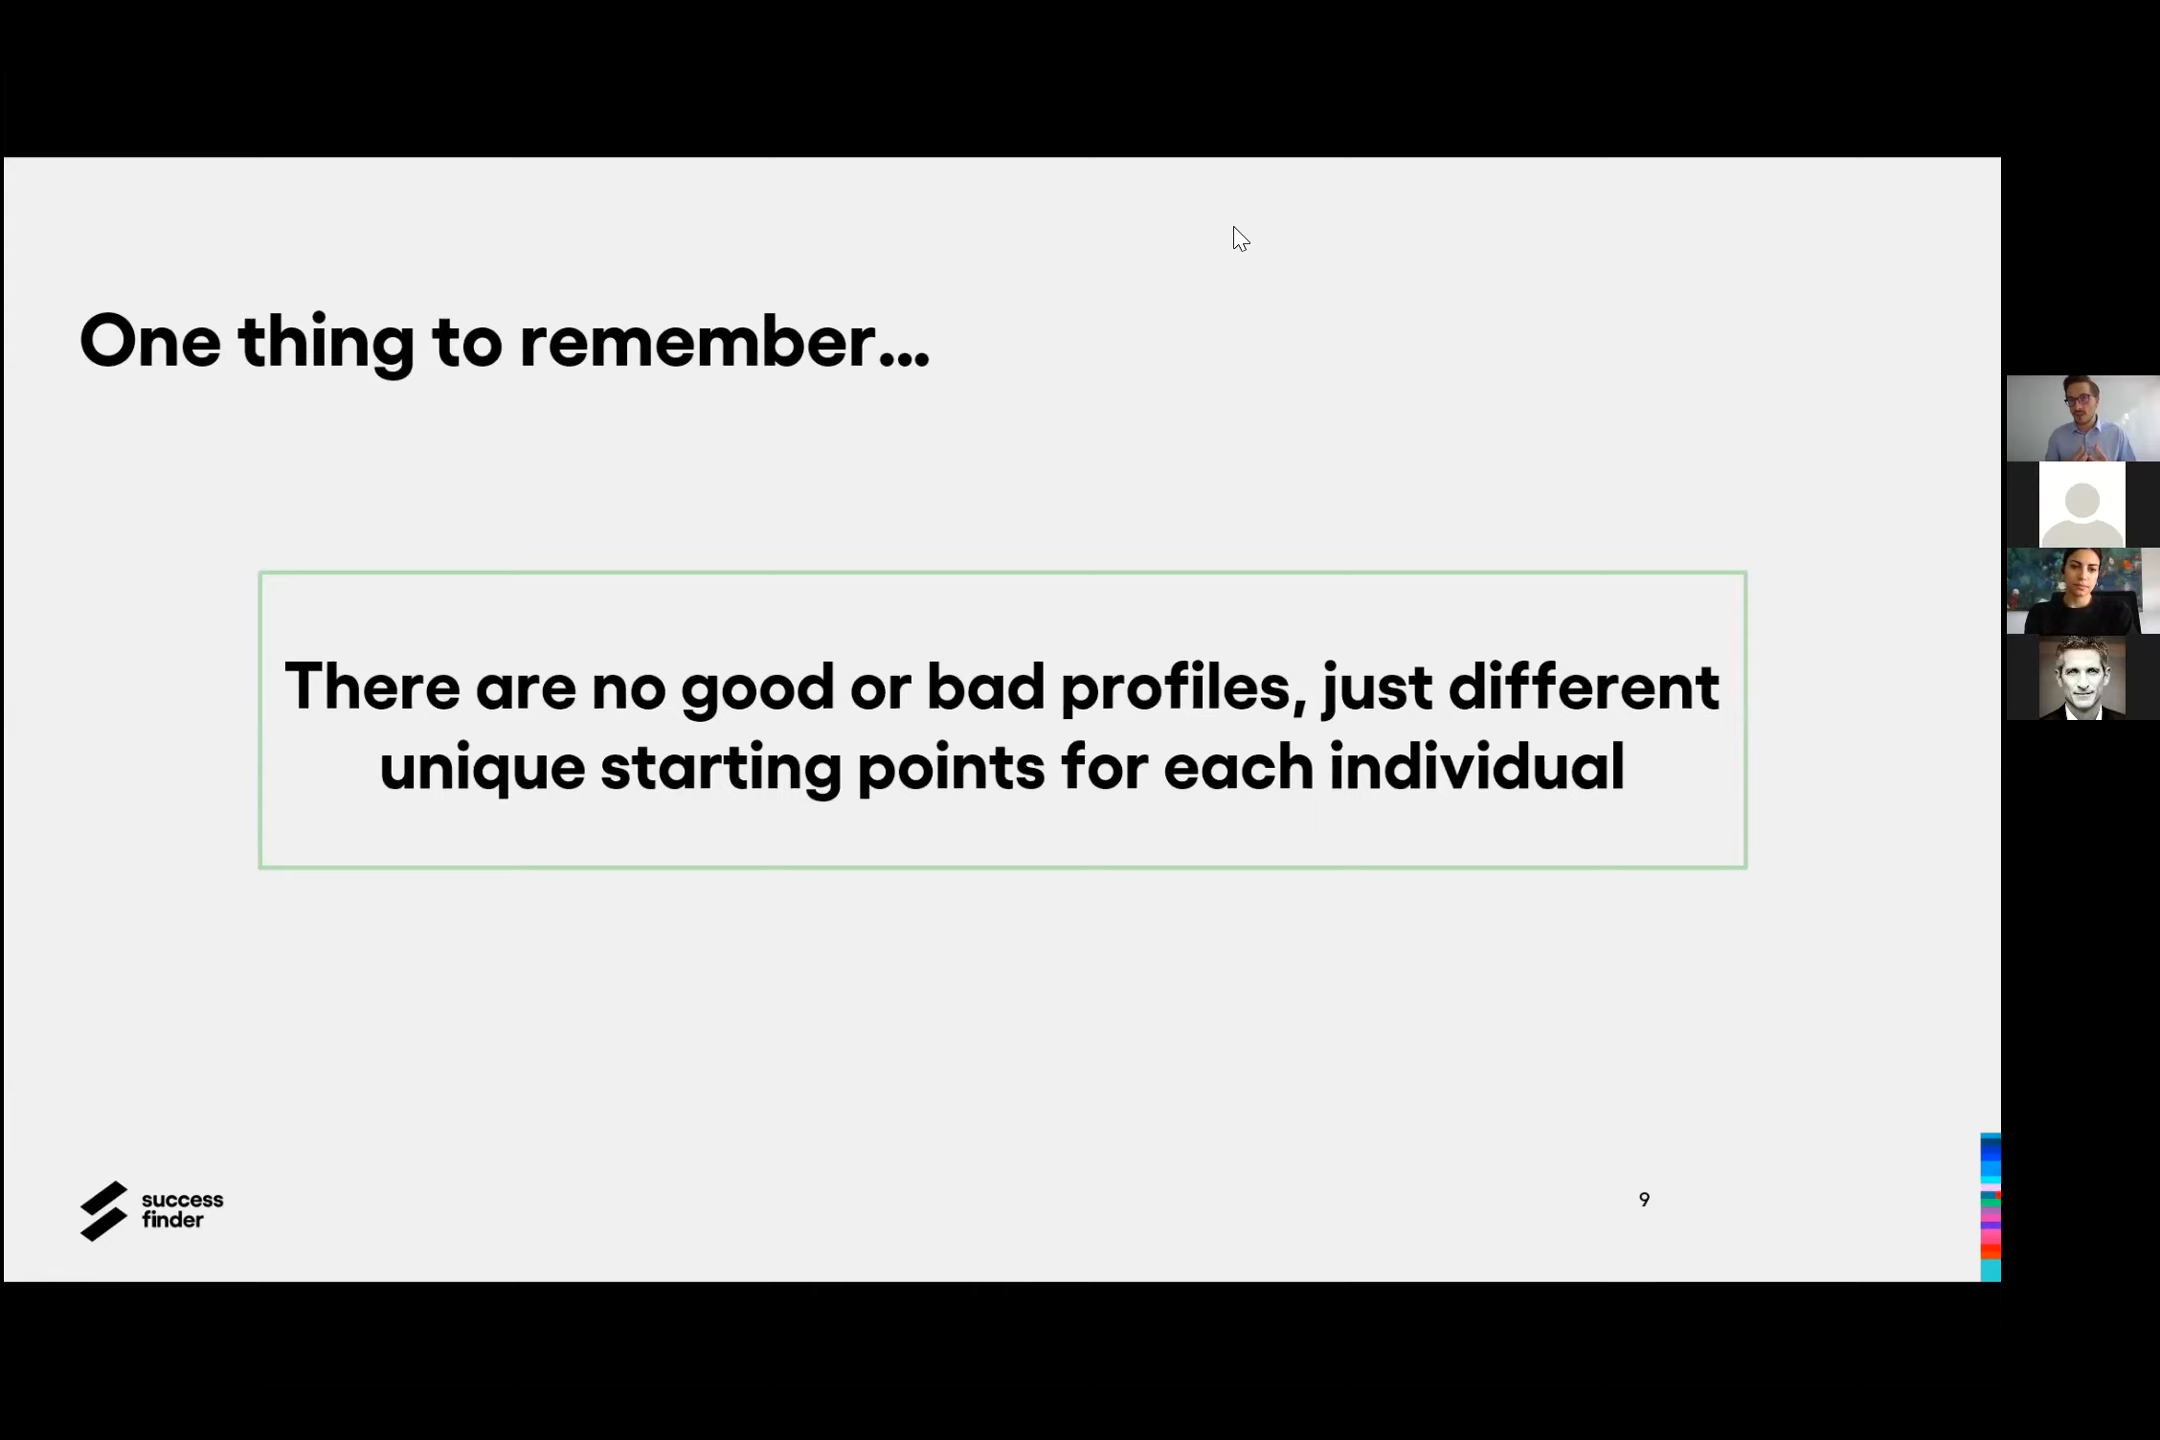 One thing to remember...
There are no good or bad profiles, just different
unique starting points for each individual
success
finder
9